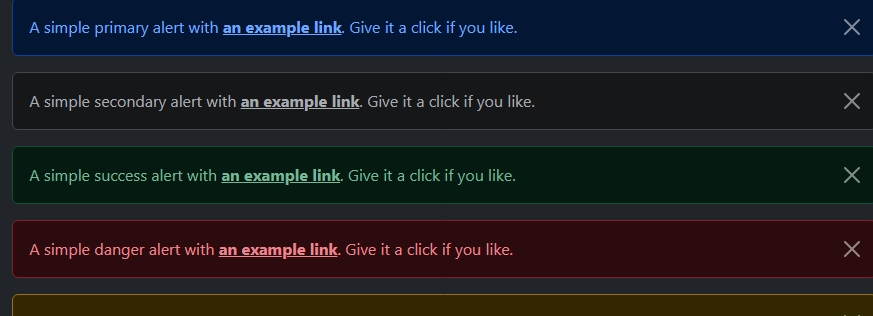 A simple primary alert with an example link. Give it a click if you like.
A simple secondary alert with an example link. Give it a click if you like.
A simple success alert with an example link. Give it a click if you like.
A simple danger alert with an example link. Give it a click if you like.